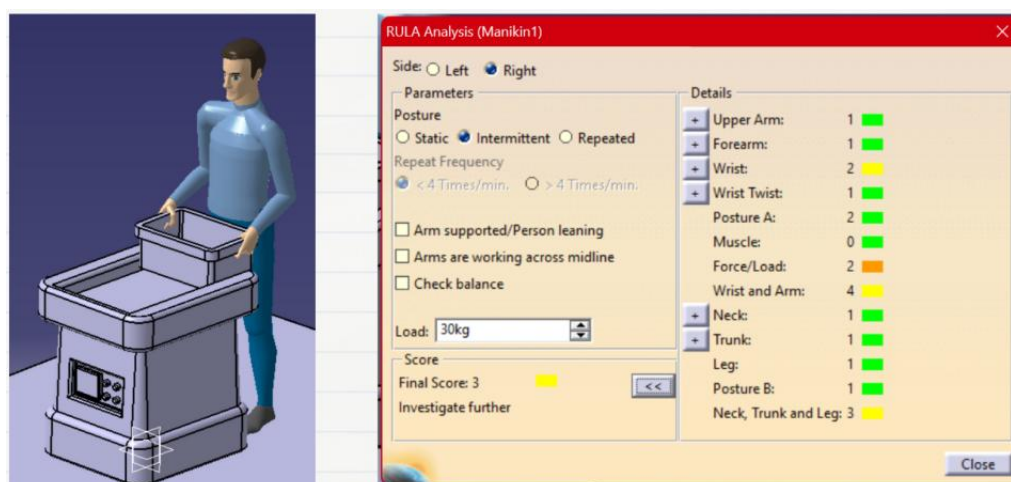 RULA Analysis (Manikin1)
Side: Left Right
Parameters
Posture
Static Intermittent Repeated
Repeat Frequency
< 4 Times/min. > 4 Times/min.
Arm supported/Person leaning
Arms are working across midline
Check balance
Load: 30kg
Score
Final Score: 3
<<
Investigate further
Details
+ Upper Arm: 1
+ Forearm: 1
+ Wrist: 2
+ Wrist Twist: 1
Posture A: 2
Muscle: 0
Force/Load: 2
Wrist and Arm: 4
+ Neck: 1
+ Trunk: 1
Leg: 1
Posture B: 1
Neck, Trunk and Leg: 3
Close